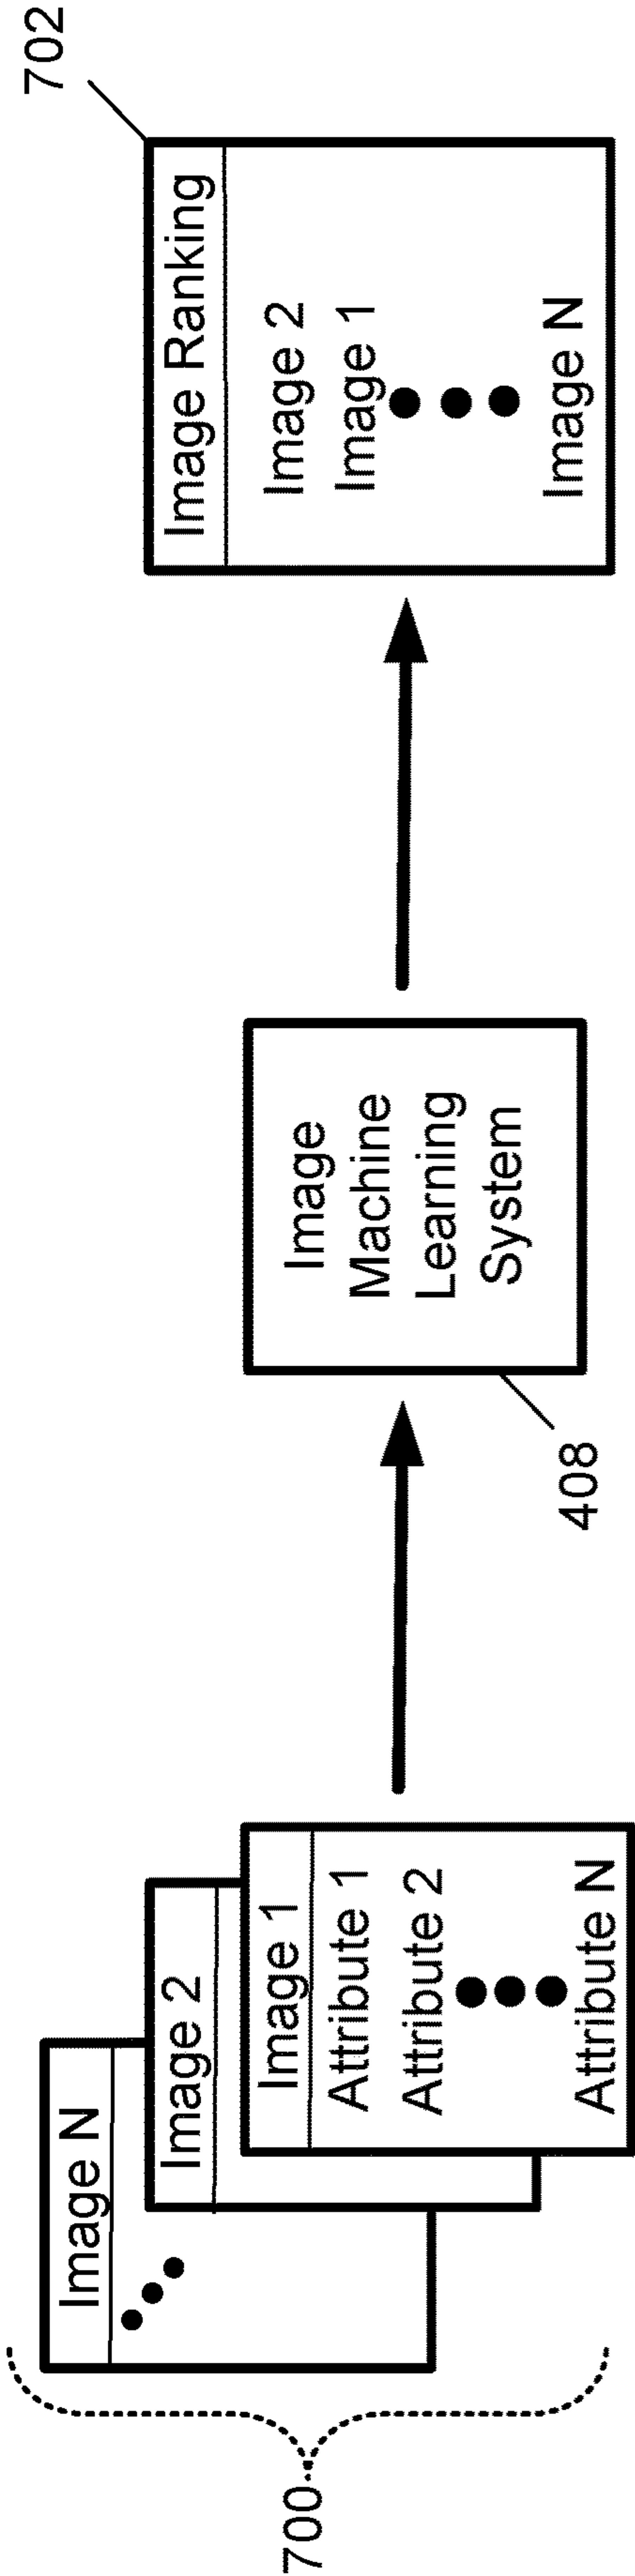 700
Image N
Image 2
Image 1
Attribute 1
Attribute 2
Attribute N
Image
Machine
Learning
System
408
Image Ranking
Image 2
Image 1
Image N
702